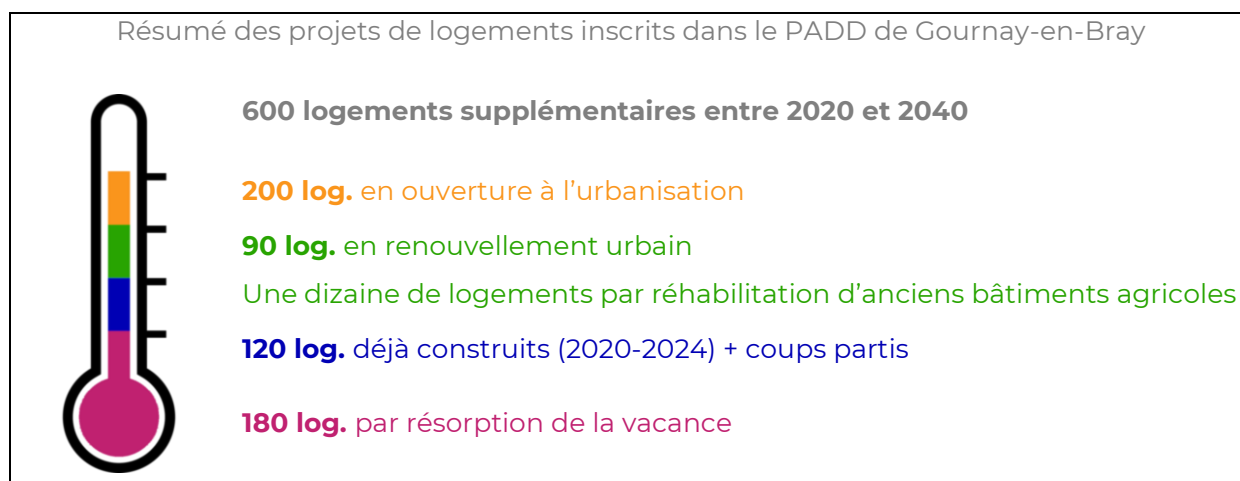 Résumé des projets de logements inscrits dans le PADD de Gournay-en-Bray
600 logements supplémentaires entre 2020 et 2040
200 log. en ouverture à l’urbanisation
90 log. en renouvellement urbain
Une dizaine de logements par réhabilitation d’anciens bâtiments agricoles
120 log. déjà construits (2020-2024) + coups partis
180 log. par résorption de la vacance